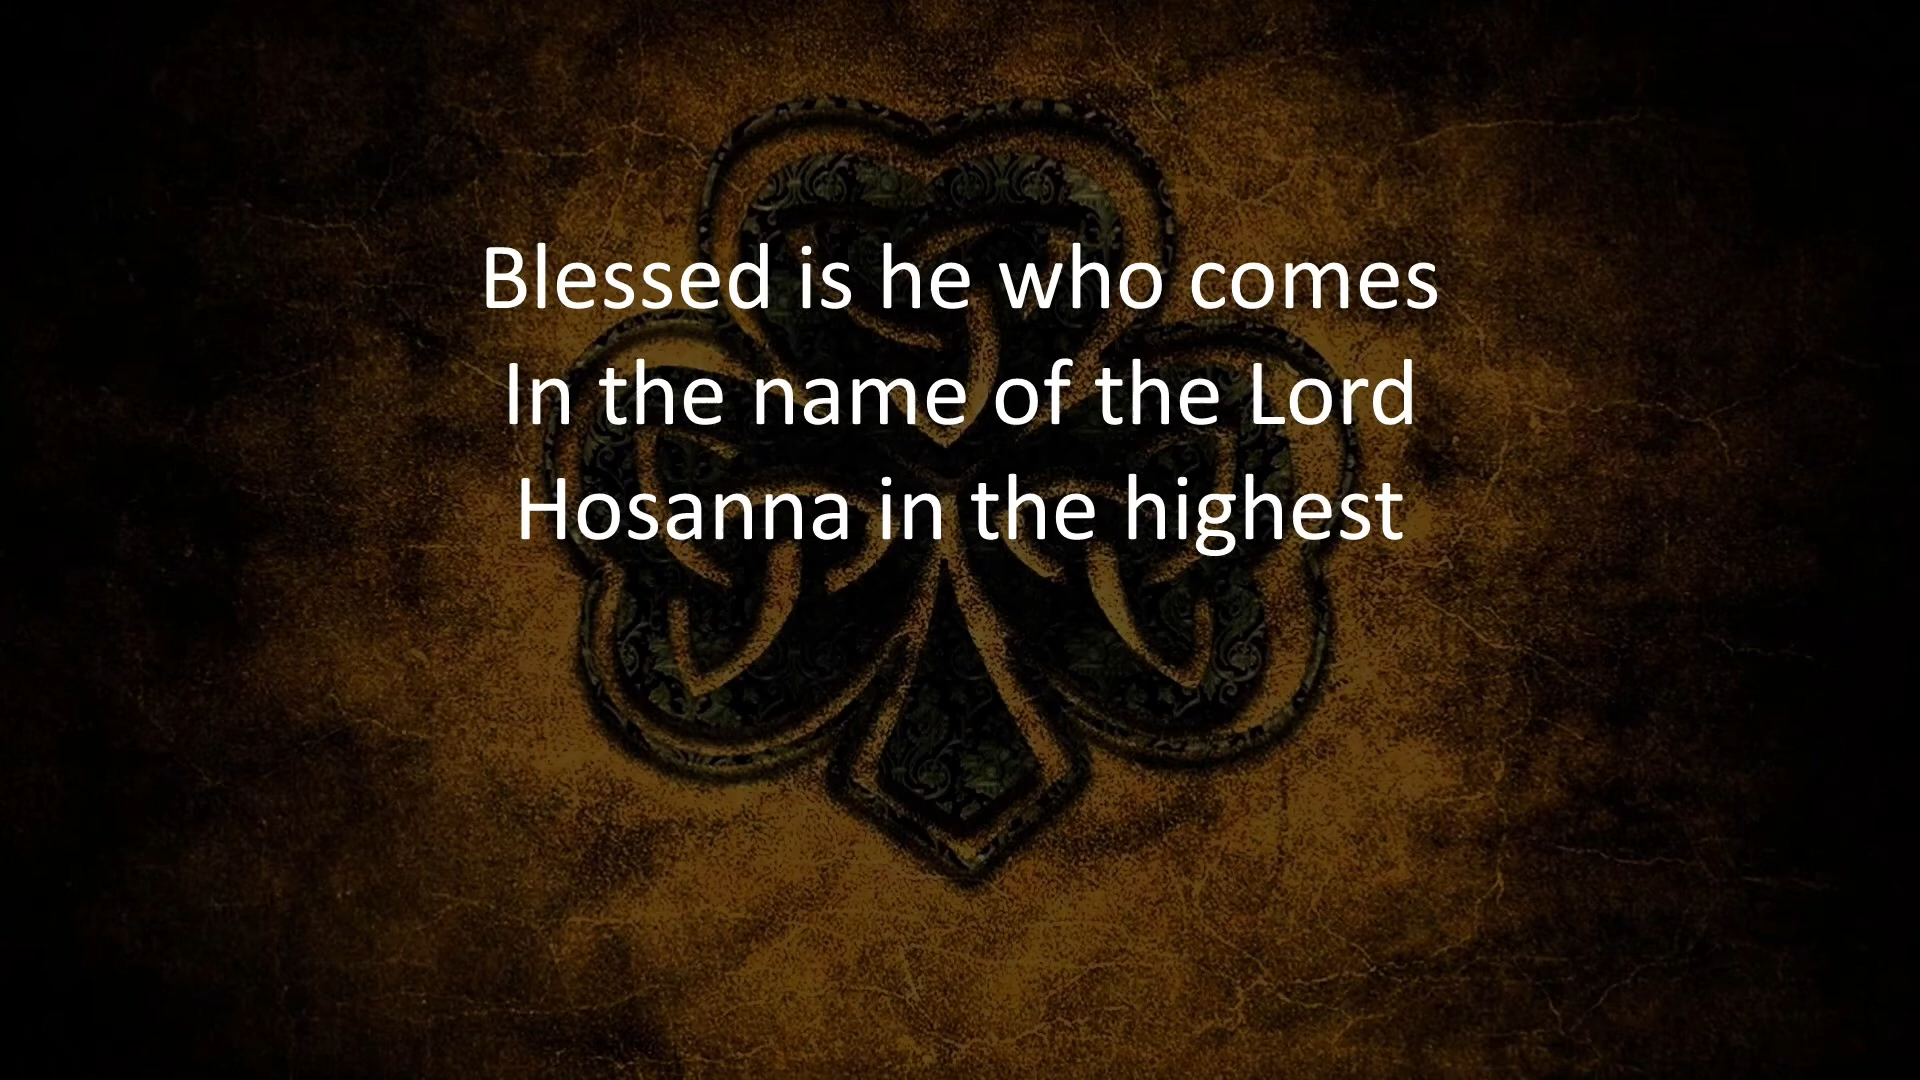 Blessed is he who comes
In the name of the Lord
Hosanna in the highest